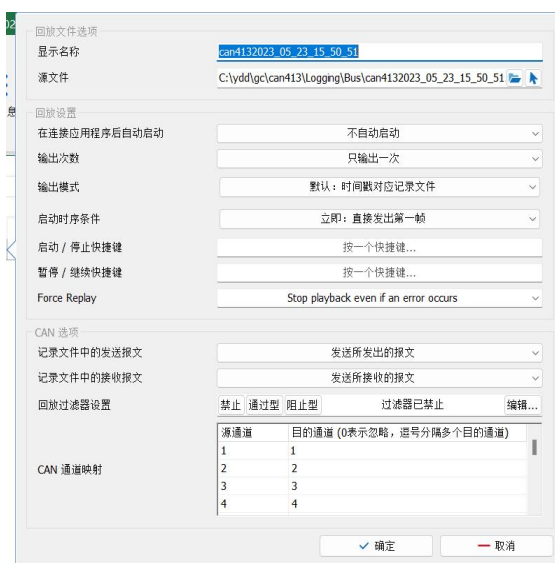 02
息
回放文件选项
显示名称 can4132023_05_23_15_50_51
源文件 C:\ydd\gc\can413\Logging\Bus\can4132023_05_23_15_50_51
回放设置
在连接应用程序后自动启动 不自动启动
输出次数 只输出一次
输出模式 默认：时间戳对应记录文件
启动时序条件 立即：直接发出第一帧
启动 / 停止快捷键 按一个快捷键...
暂停 / 继续快捷键 按一个快捷键...
Force Replay Stop playback even if an error occurs
CAN 选项
记录文件中的发送报文 发送所发出的报文
记录文件中的接收报文 发送所接收的报文
回放过滤器设置 禁止 通过型 阻止型 过滤器已禁止 编辑...
CAN 通道映射
源通道 目的通道 (0表示忽略，逗号分隔多个目的通道)
1 1
2 2
3 3
4 4
确定 取消